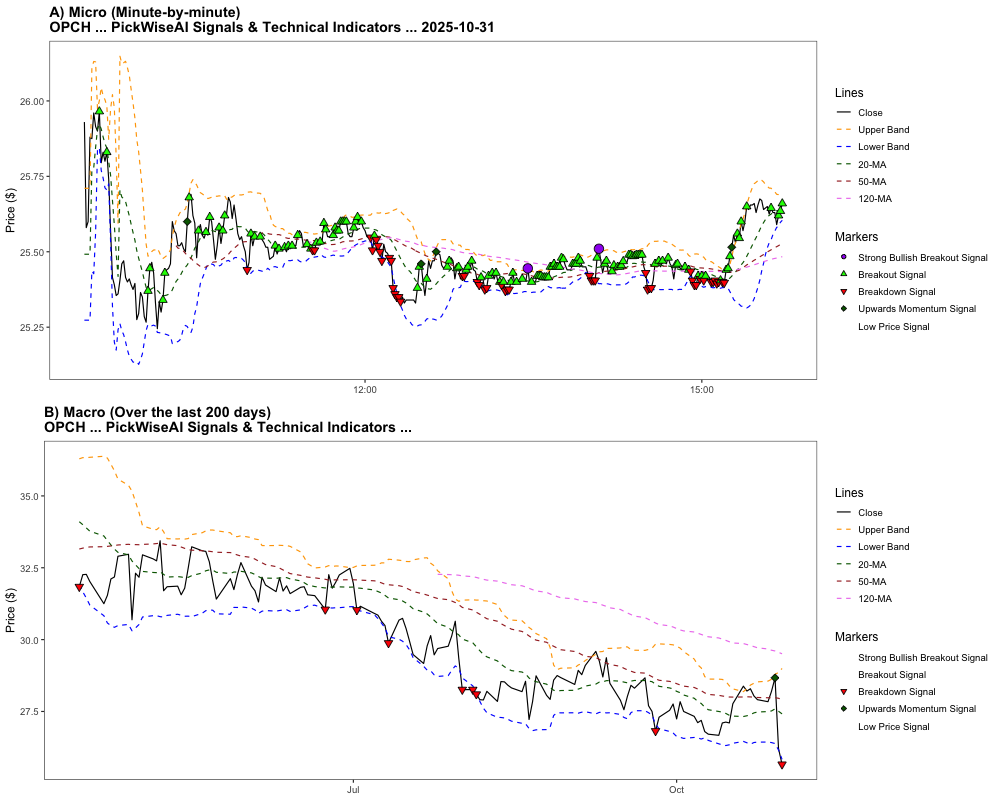 A) Micro (Minute-by-minute)
OPCH ... PickWiseAI Signals & Technical Indicators ... 2025-10-31
Price ($)
26.00
25.75
25.50
25.25
12:00
15:00
Lines
Close
Upper Band
Lower Band
20-MA
50-MA
120-MA
Markers
Strong Bullish Breakout Signal
Breakout Signal
Breakdown Signal
Upwards Momentum Signal
Low Price Signal
B) Macro (Over the last 200 days)
OPCH ... PickWiseAI Signals & Technical Indicators ...
Price ($)
35.0
32.5
30.0
27.5
Jul
Oct
Lines
Close
Upper Band
Lower Band
20-MA
50-MA
120-MA
Markers
Strong Bullish Breakout Signal
Breakout Signal
Breakdown Signal
Upwards Momentum Signal
Low Price Signal